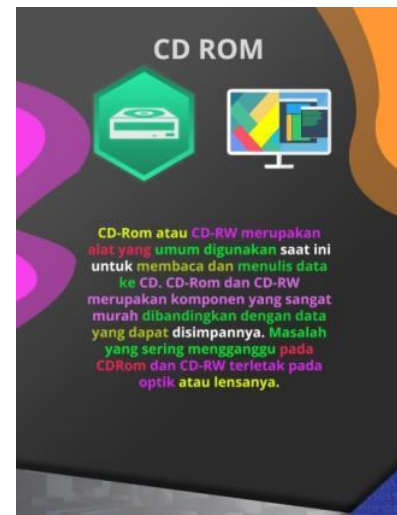 CD ROM
CD-Rom atau CD-RW merupakan
alat yang umum digunakan saat ini
untuk membaca dan menulis data
ke CD. CD-Rom dan CD-RW
merupakan komponen yang sangat
murah dibandingkan dengan data
yang dapat disimpannya. Masalah
yang sering mengganggu pada
CDRom dan CD-RW terletak pada
optik atau lensanya.